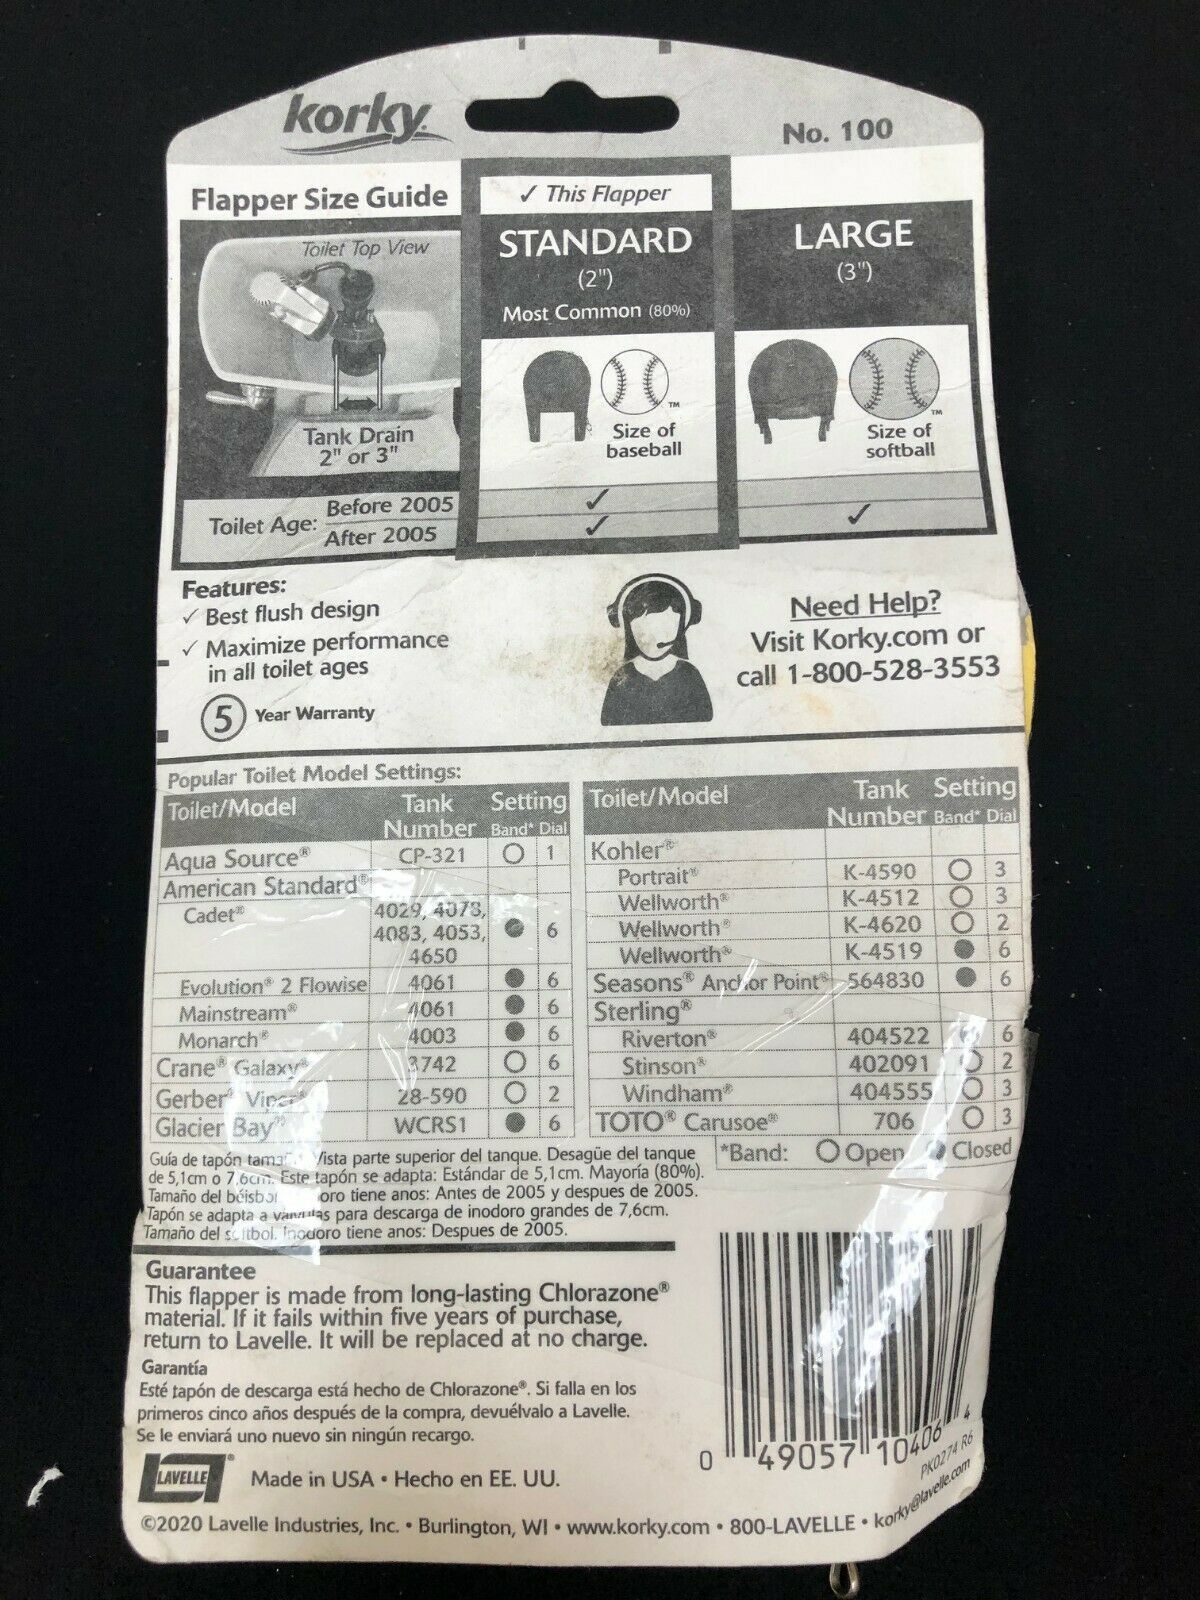 korky.
No. 100
Flapper Size Guide
✓ This Flapper
Toilet Top View
STANDARD
(2")
Most Common (80%)
LARGE
(3")
Tank Drain
2" or 3"
Size of
baseball
™
Size of
softball
™
Toilet Age:
Before 2005 ✓
After 2005 ✓ ✓
Features:
✓ Best flush design
✓ Maximize performance
in all toilet ages
5 Year Warranty
Need Help?
Visit Korky.com or
call 1-800-528-3553
Popular Toilet Model Settings:
Toilet/Model Tank Number Setting Band* Dial
Aqua Source® CP-321 ○ 1
American Standard®
Cadet® 4029, 4078,
4083, 4053, ● 6
4650
Evolution® 2 Flowise 4061 ● 6
Mainstream® 4061 ● 6
Monarch® 4003 ● 6
Crane® Galaxy® 3742 ○ 6
Gerber® Viper® 28-590 ○ 2
Glacier Bay® WCRS1 ● 6
Toilet/Model Tank Number Setting Band* Dial
Kohler®
Portrait® K-4590 ○ 3
Wellworth® K-4512 ○ 3
Wellworth® K-4620 ○ 2
Wellworth® K-4519 ● 6
Seasons® Anchor Point® 564830 ● 6
Sterling®
Riverton® 404522 ● 6
Stinson® 402091 ○ 2
Windham® 404555 ○ 3
TOTO® Carusoe® 706 ○ 3
*Band: ○ Open ● Closed
Guía de tapón Vista parte superior del tanque. Desagüe del tanque
de 5,1cm o 7,6cm. Este tapón se adapta: Estándar de 5,1cm. Mayoría (80%).
Tamaño del béisbol. tiene anos: Antes de 2005 y despues de 2005.
Tapón se adapta a válvulas para descarga de inodoro grandes de 7,6cm.
Tamaño del softbol. Inodoro tiene anos: Despues de 2005.
Guarantee
This flapper is made from long-lasting Chlorazone®
material. If it fails within five years of purchase,
return to Lavelle. It will be replaced at no charge.
Garantía
Esté tapón de descarga está hecho de Chlorazone®. Si falla en los
primeros cinco años después de la compra, devuélvalo a Lavelle.
Se le enviará uno nuevo sin ningún recargo.
LAVELLE®
Made in USA • Hecho en EE. UU.
0 49057 10406 4
PK0274 R6
©2020 Lavelle Industries, Inc. • Burlington, WI • www.korky.com • 800-LAVELLE • korky@lavelle.com